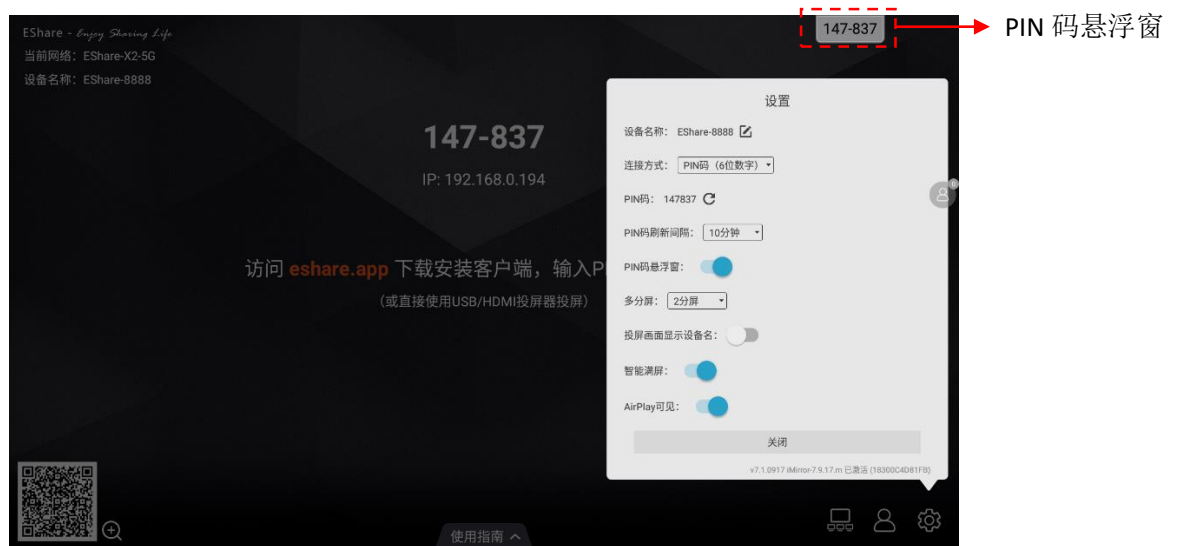 EShare - Enjoy Sharing Life
当前网络：EShare-X2-5G
设备名称：EShare-8888
147-837
PIN 码悬浮窗
147-837
IP: 192.168.0.194
访问 eshare.app 下载安装客户端，输入P
（或直接使用USB/HDMI投屏器投屏）
设置
设备名称： EShare-8888
连接方式： PIN码（6位数字）
PIN码： 147837
PIN码刷新间隔： 10分钟
PIN码悬浮窗：
多分屏： 2分屏
投屏画面显示设备名：
智能满屏：
AirPlay可见：
关闭
v7.1.0917 iMirror-7.9.17.m 已激活 (18300C4D81FB)
0
使用指南